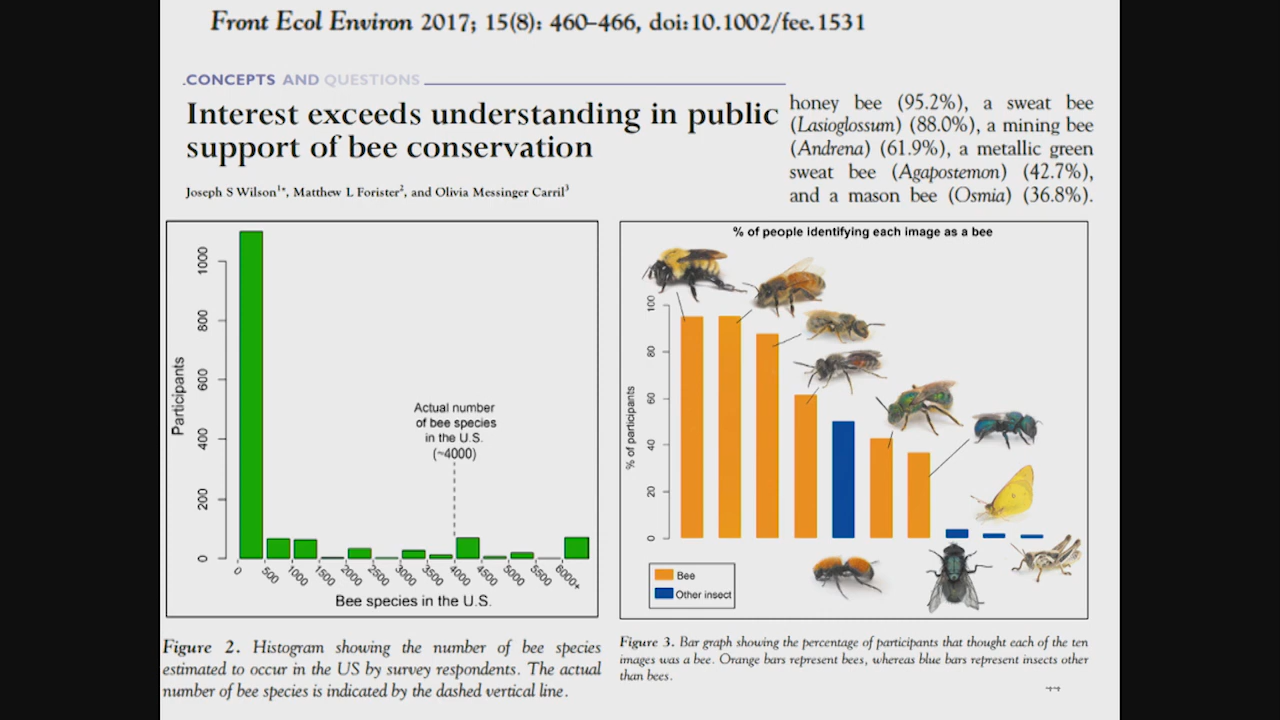 Front Ecol Environ 2017; 15(8): 460–466, doi:10.1002/fee.1531
CONCEPTS AND QUESTIONS
Interest exceeds understanding in public
support of bee conservation
Joseph S Wilson1*, Matthew L Forister2, and Olivia Messinger Carril3
honey bee (95.2%), a sweat bee
(Lasioglossum) (88.0%), a mining bee
(Andrena) (61.9%), a metallic green
sweat bee (Agapostemon) (42.7%),
and a mason bee (Osmia) (36.8%).
Participants
1000
800
600
400
200
0
Actual number
of bee species
in the U.S.
(~4000)
0 500 1000 1500 2000 2500 3000 3500 4000 4500 5000 5500 6000+
Bee species in the U.S.
Figure 2. Histogram showing the number of bee species
estimated to occur in the US by survey respondents. The actual
number of bee species is indicated by the dashed vertical line.
% of people identifying each image as a bee
% of participants
100
80
60
40
20
0
Bee
Other insect
Figure 3. Bar graph showing the percentage of participants that thought each of the ten
images was a bee. Orange bars represent bees, whereas blue bars represent insects other
than bees.